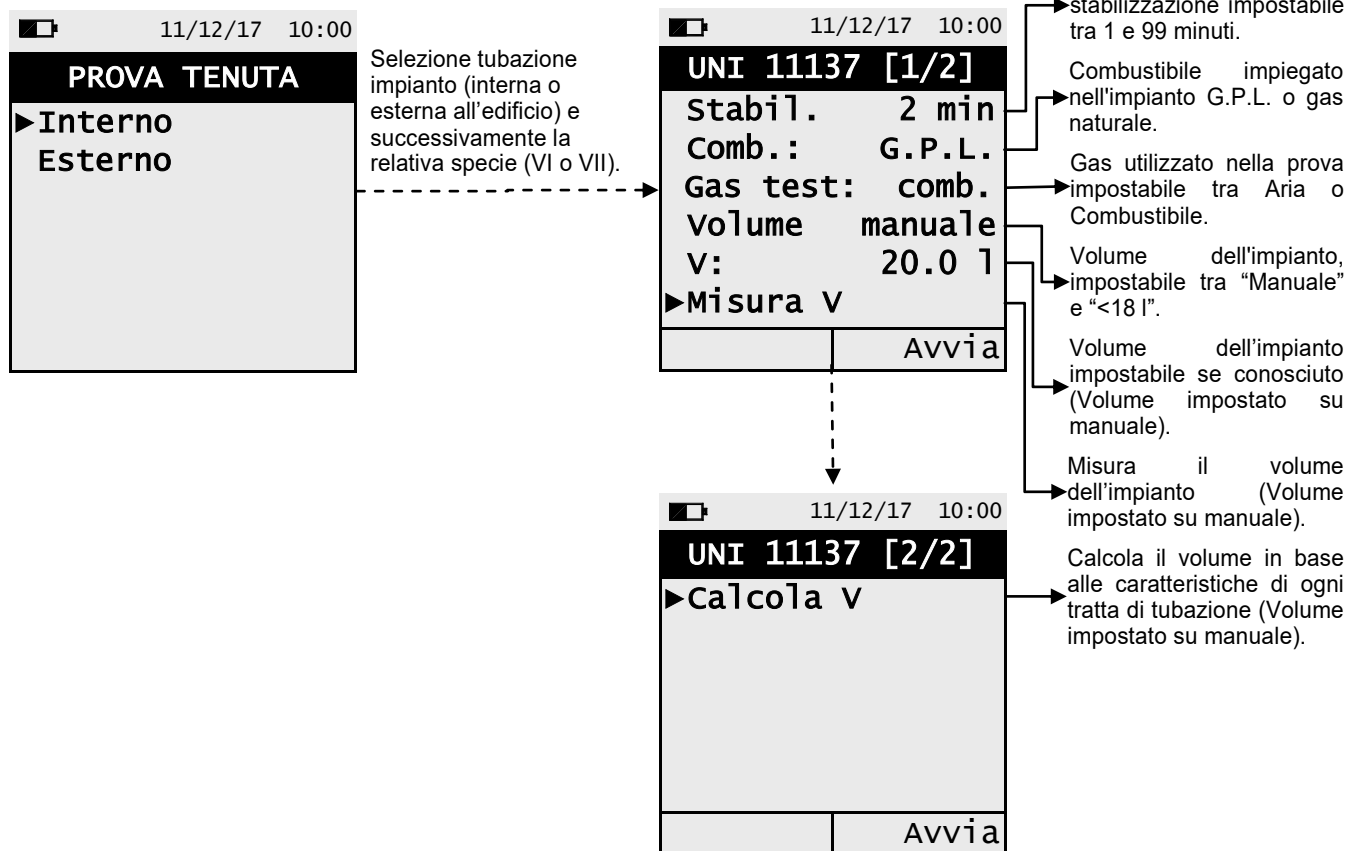 11/12/17 10:00
PROVA TENUTA
▶Interno
Esterno
Selezione tubazione
impianto (interna o
esterna all’edificio) e
successivamente la
relativa specie (VI o VII).
11/12/17 10:00
UNI 11137 [1/2]
Stabil. 2 min
Comb.: G.P.L.
Gas test: comb.
Volume manuale
V: 20.0 l
▶Misura V
Avvia
stabilizzazione impostabile
tra 1 e 99 minuti.
Combustibile impiegato
nell'impianto G.P.L. o gas
naturale.
Gas utilizzato nella prova
impostabile tra Aria o
Combustibile.
Volume dell'impianto,
impostabile tra “Manuale”
e “<18 l”.
Volume dell’impianto
impostabile se conosciuto
(Volume impostato su
manuale).
Misura il volume
dell’impianto (Volume
impostato su manuale).
11/12/17 10:00
UNI 11137 [2/2]
▶Calcola V
Avvia
Calcola il volume in base
alle caratteristiche di ogni
tratta di tubazione (Volume
impostato su manuale).